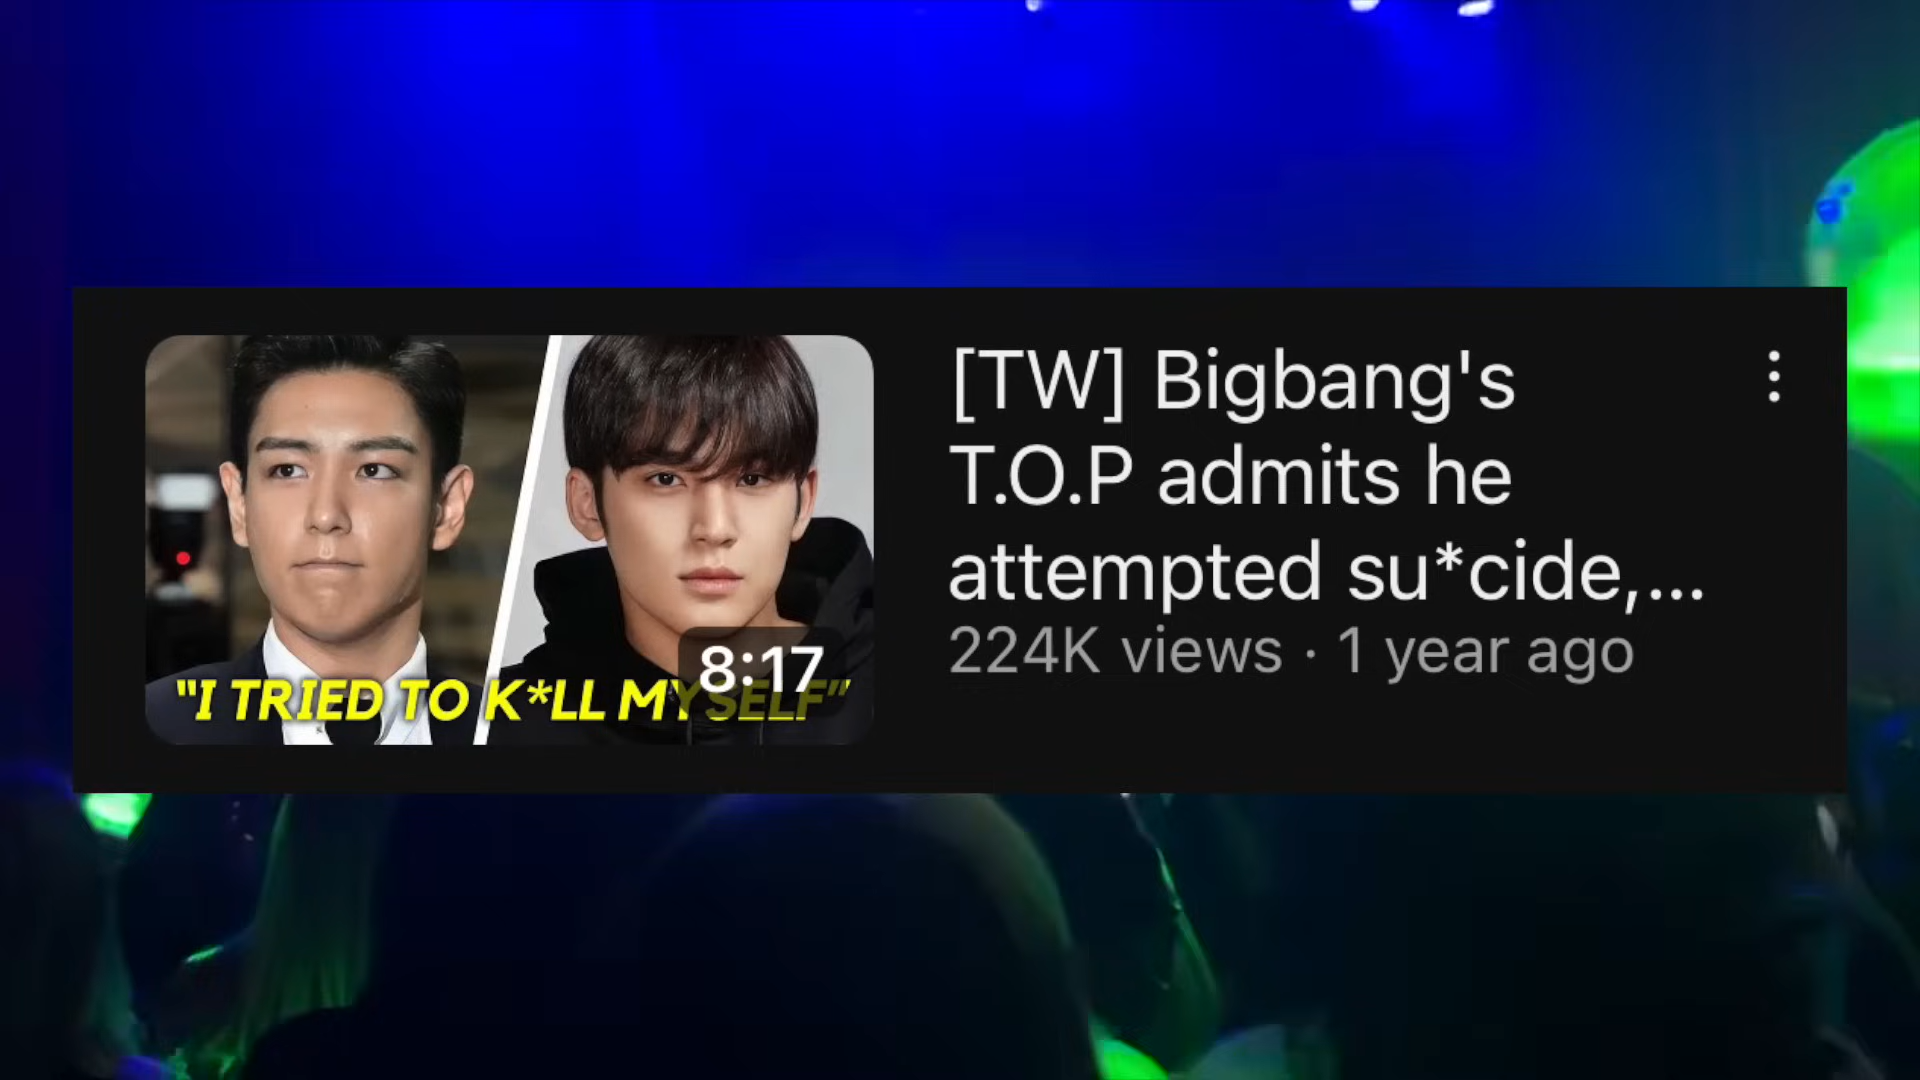 "I TRIED TO K*LL MYSELF"
8:17
[TW] Bigbang's
T.O.P admits he
attempted su*cide,...
224K views · 1 year ago